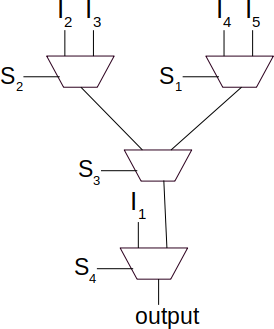 I2 I3 I4 I5
S2 S1
S3
I1
S4
output